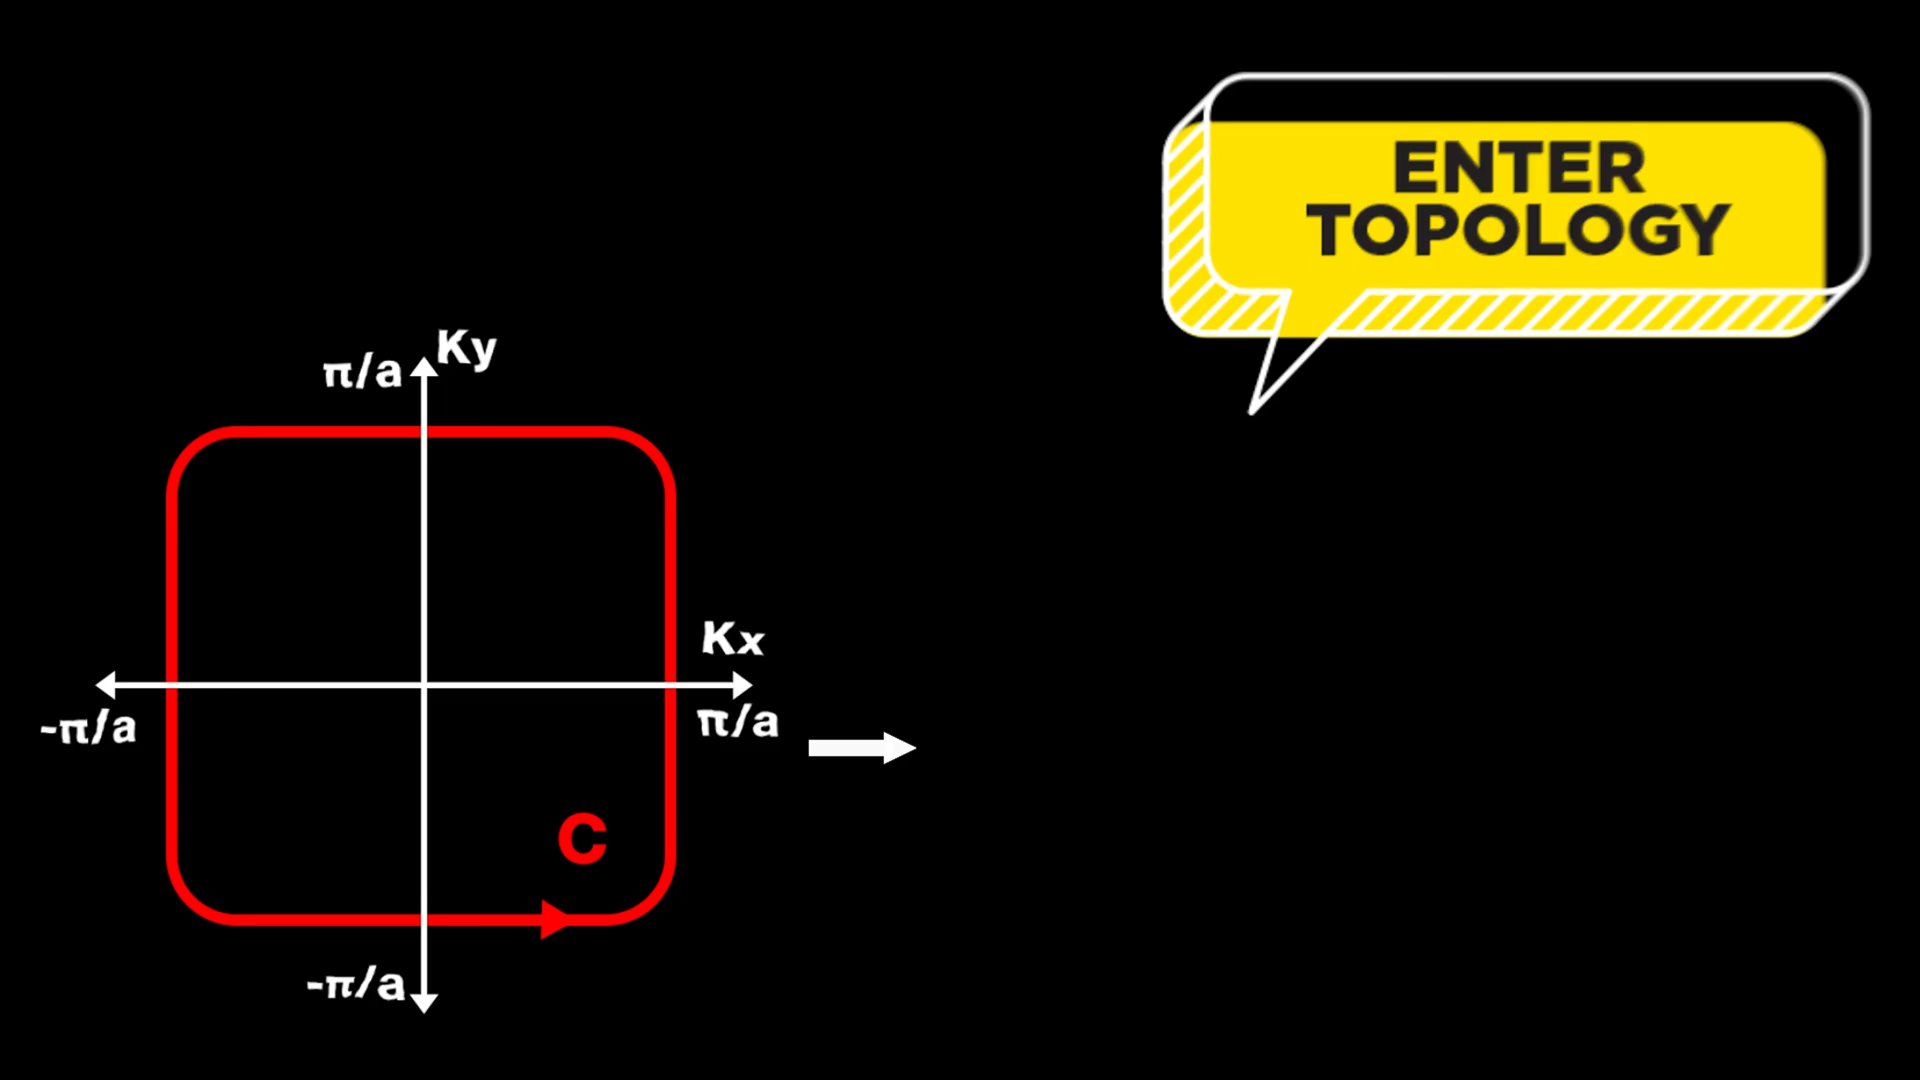 ENTER
TOPOLOGY
Ky
π/a
Kx
-π/a
π/a
C
-π/a